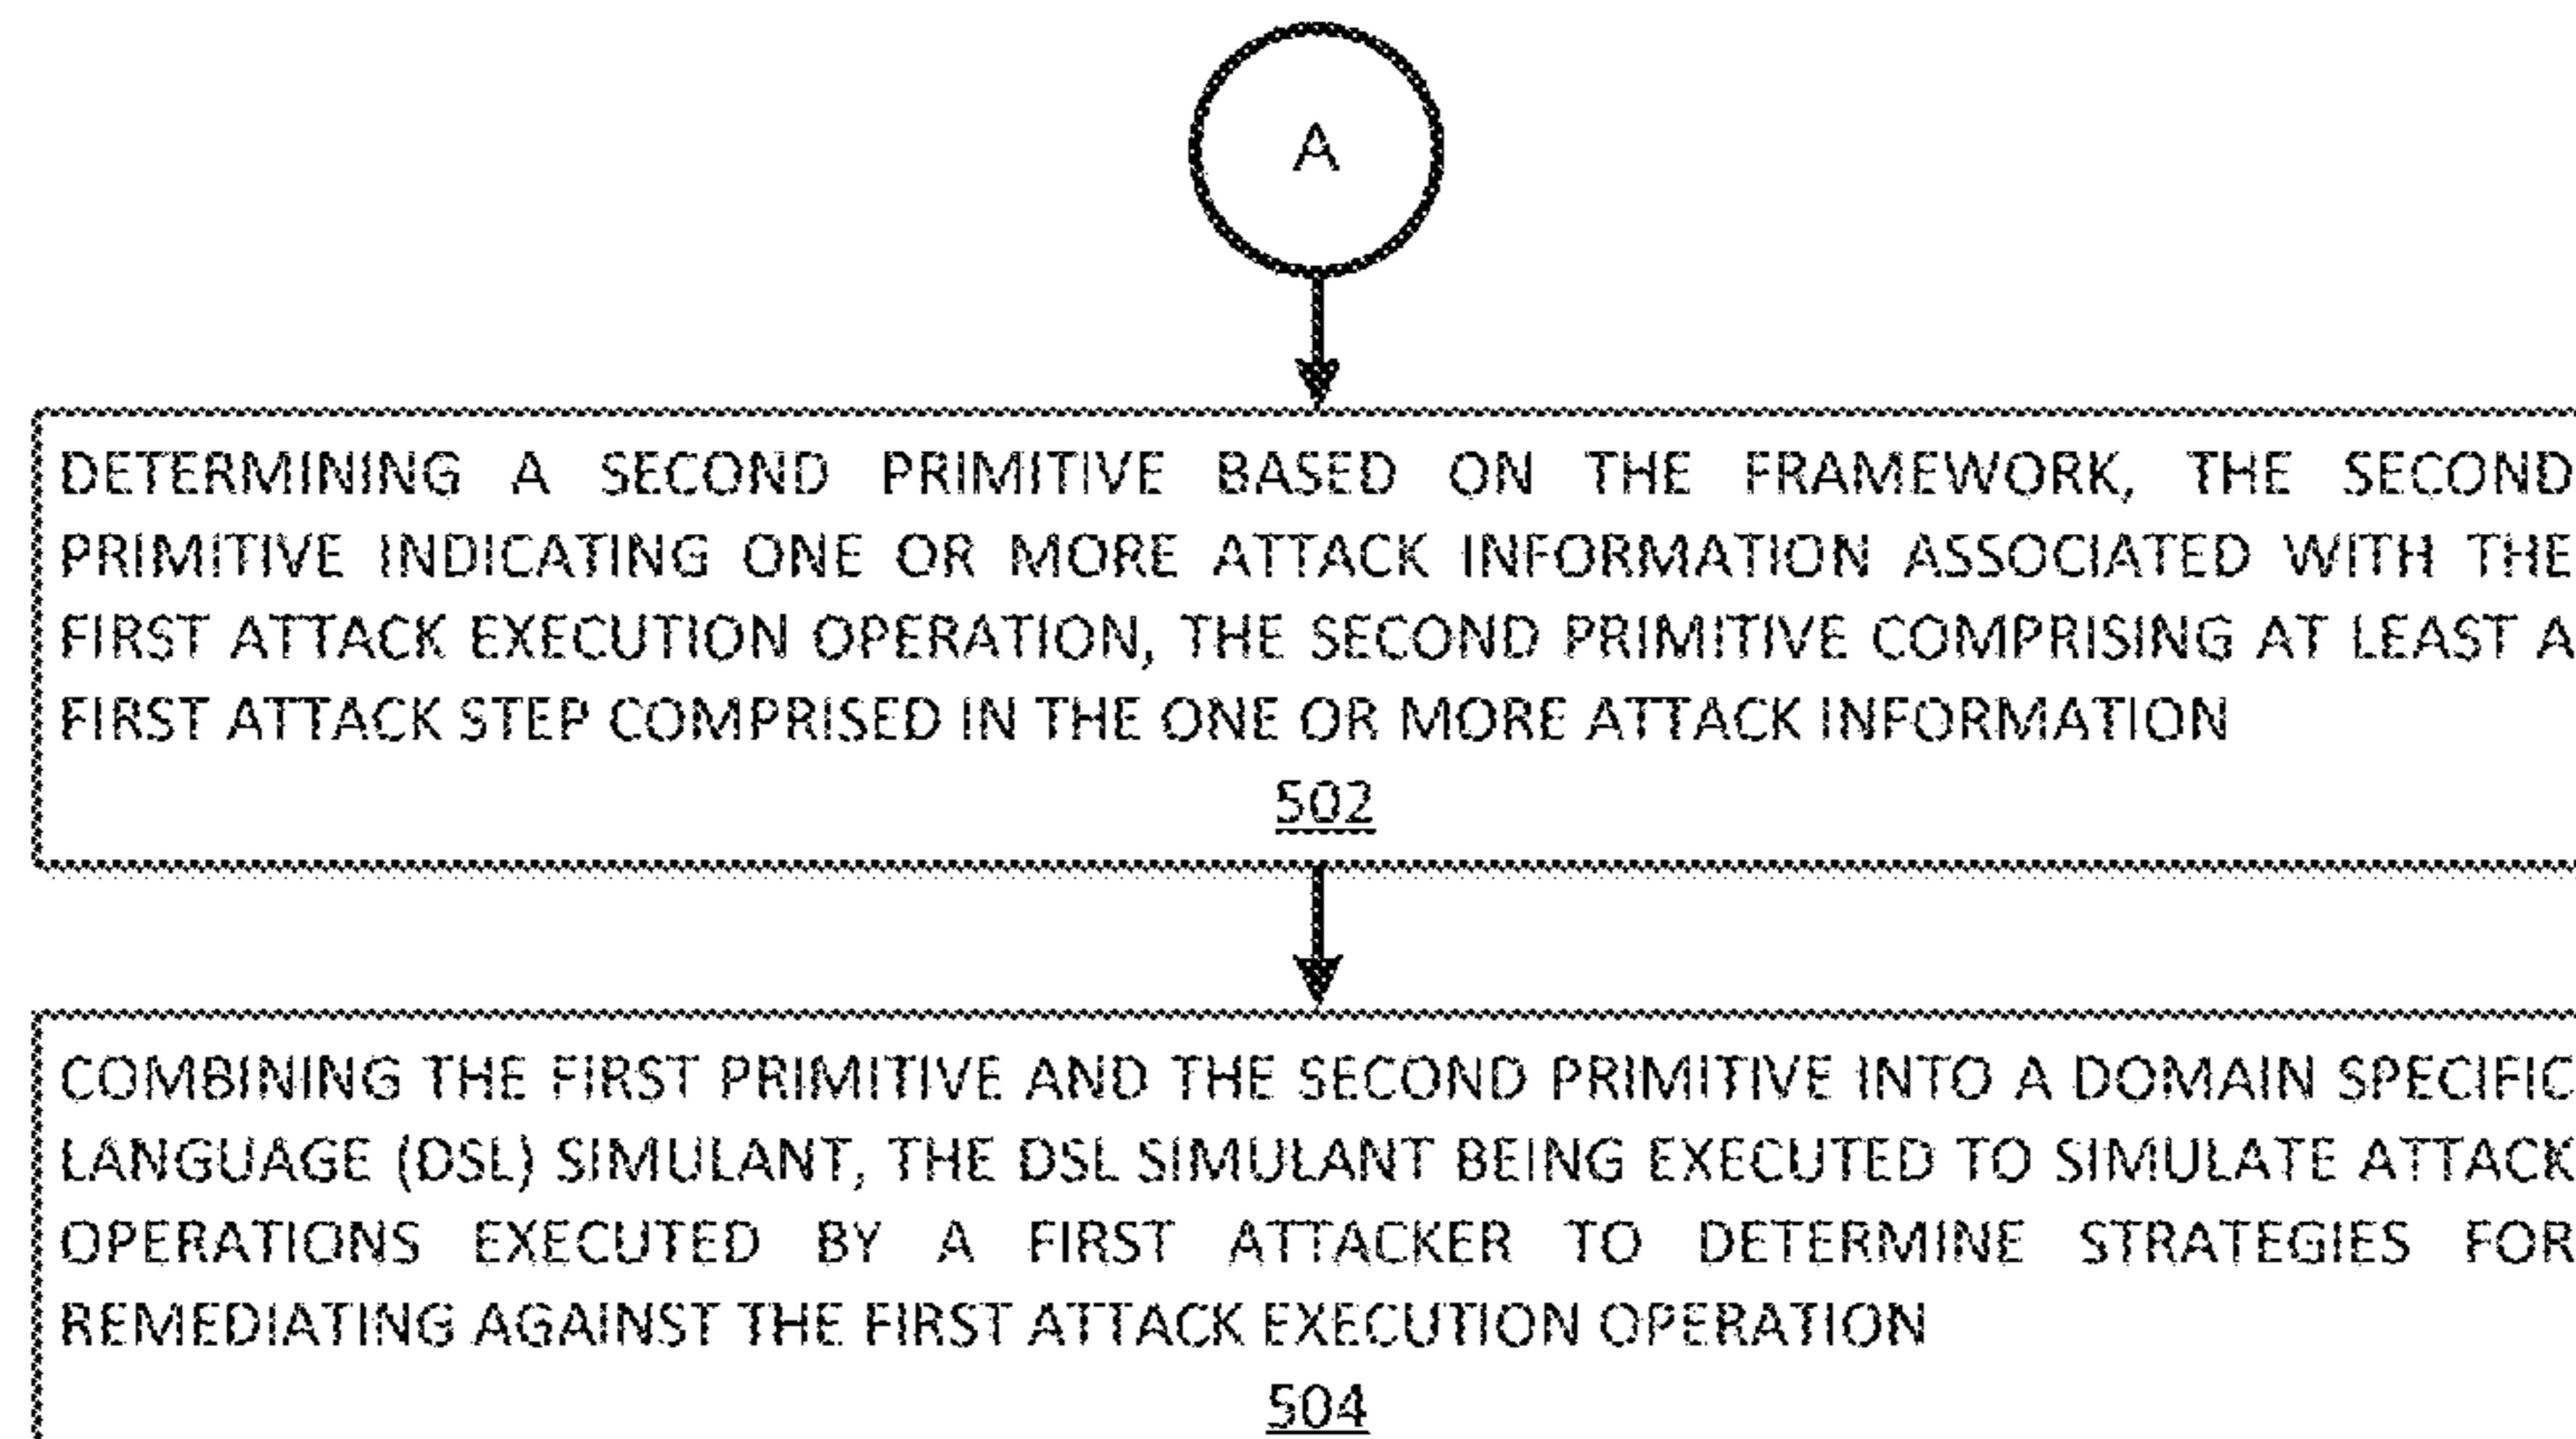 A
DETERMINING A SECOND PRIMITIVE BASED ON THE FRAMEWORK, THE SECOND
PRIMITIVE INDICATING ONE OR MORE ATTACK INFORMATION ASSOCIATED WITH THE
FIRST ATTACK EXECUTION OPERATION, THE SECOND PRIMITIVE COMPRISING AT LEAST A
FIRST ATTACK STEP COMPRISED IN THE ONE OR MORE ATTACK INFORMATION
502
COMBINING THE FIRST PRIMITIVE AND THE SECOND PRIMITIVE INTO A DOMAIN SPECIFIC
LANGUAGE (DSL) SIMULANT, THE DSL SIMULANT BEING EXECUTED TO SIMULATE ATTACK
OPERATIONS EXECUTED BY A FIRST ATTACKER TO DETERMINE STRATEGIES FOR
REMEDIATING AGAINST THE FIRST ATTACK EXECUTION OPERATION
504